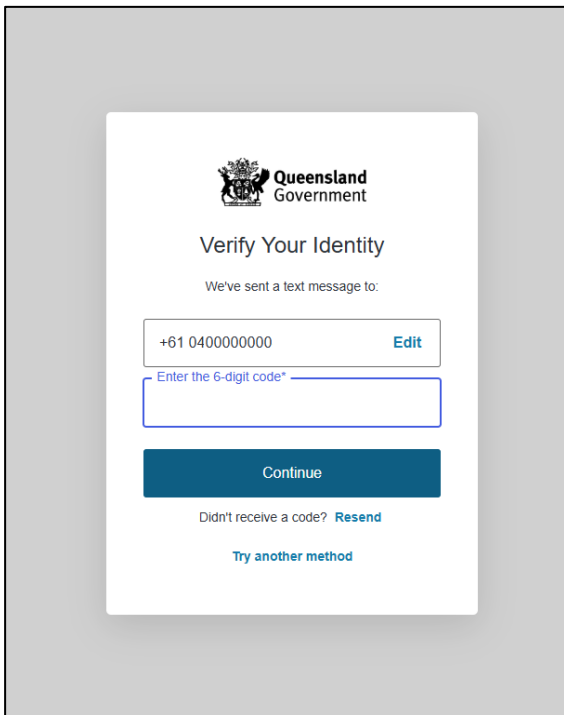 Queensland
Government
Verify Your Identity
We've sent a text message to:
+61 0400000000 Edit
Enter the 6-digit code*
Continue
Didn't receive a code? Resend
Try another method